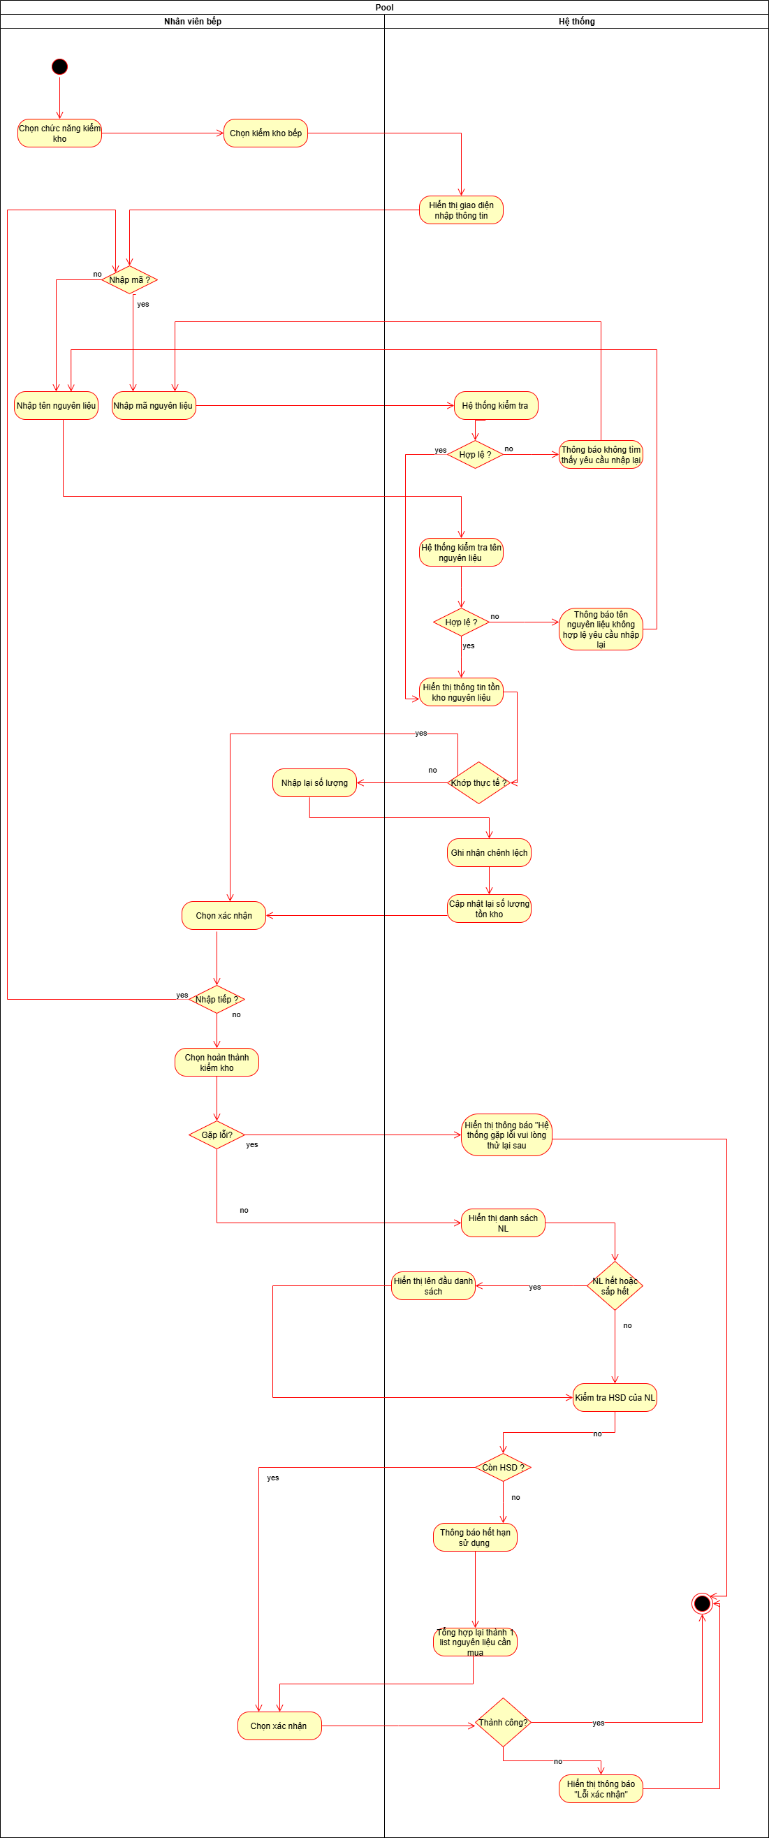 Pool
Nhân viên bếp
Hệ thống
Chọn chức năng kiểm
kho
Chọn kiểm kho bếp
Hiển thị giao diện
nhập thông tin
no
Nhập mã ?
yes
Nhập tên nguyên liệu
Nhập mã nguyên liệu
Hệ thống kiểm tra
yes
Hợp lệ ?
no
Thông báo không tìm
thấy yêu cầu nhập lại
Hệ thống kiểm tra tên
nguyên liệu
Hợp lệ ?
no
Thông báo tên
nguyên liệu không
hợp lệ yêu cầu nhập
lại
yes
Hiển thị thông tin tồn
kho nguyên liệu
yes
Nhập lại số lượng
no
Khớp thực tế ?
Ghi nhận chênh lệch
Cập nhật lại số lượng
tồn kho
Chọn xác nhận
yes
Nhập tiếp ?
no
Chọn hoàn thành
kiểm kho
Gặp lỗi?
yes
Hiển thị thông báo "Hệ
thống gặp lỗi vui lòng
thử lại sau
no
Hiển thị danh sách
NL
Hiển thị lên đầu danh
sách
yes
NL hết hoặc
sắp hết
no
Kiểm tra HSD của NL
no
yes
Còn HSD ?
no
Thông báo hết hạn
sử dụng
Tổng hợp lại thành 1
list nguyên liệu cần
mua
Chọn xác nhận
Thành công?
yes
no
Hiển thị thông báo
"Lỗi xác nhận"